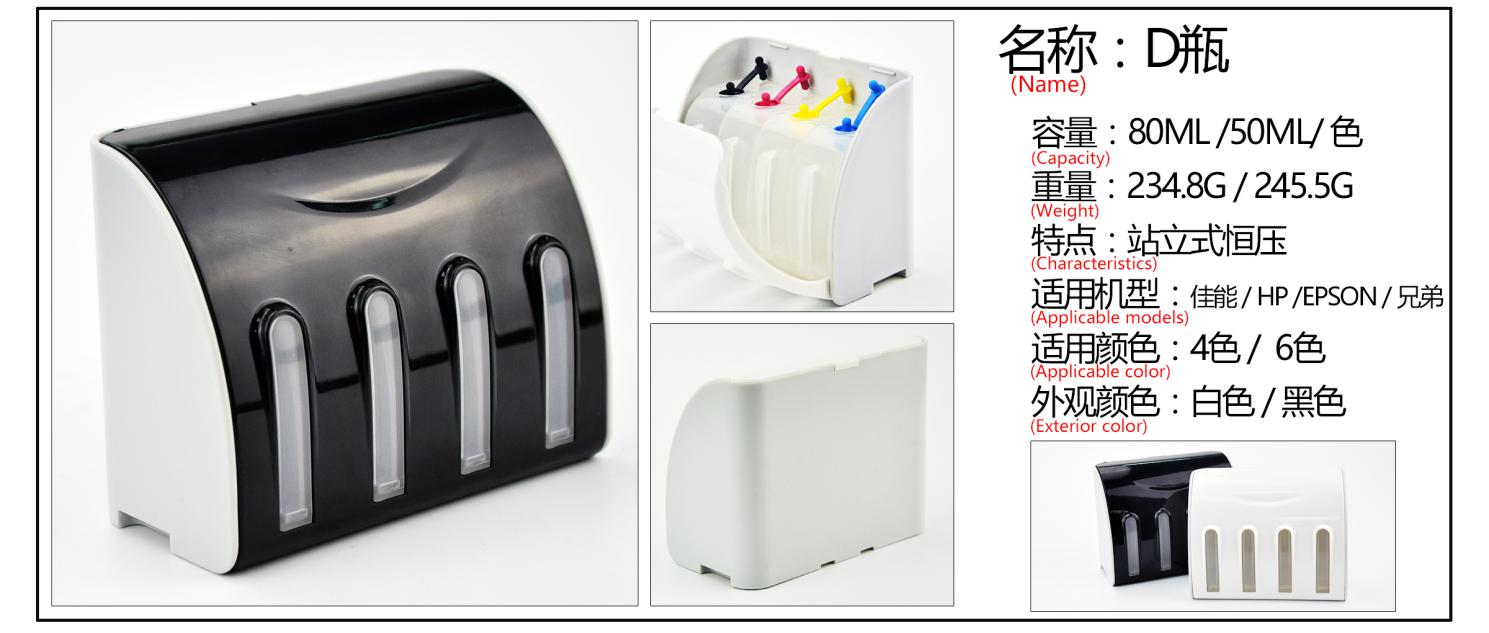 名称：D瓶
(Name)
容量：80ML /50ML/ 色
(Capacity)
重量：234.8G / 245.5G
(Weight)
特点：站立式恒压
(Characteristics)
适用机型：佳能 / HP /EPSON / 兄弟
(Applicable models)
适用颜色：4色 / 6色
(Applicable color)
外观颜色：白色 / 黑色
(Exterior color)